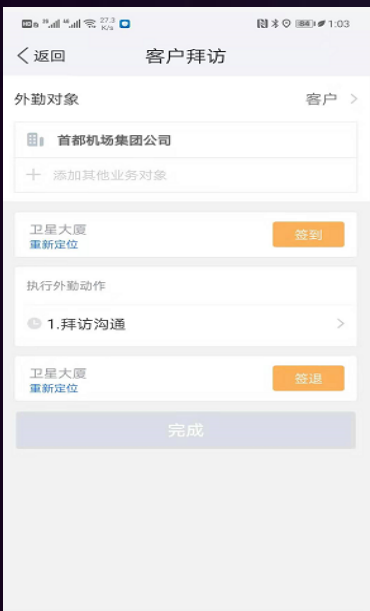 27.3 K/s 88 1:03
返回 客户拜访
外勤对象 客户
首都机场集团公司
添加其他业务对象
卫星大厦 签到
重新定位
执行外勤动作
1.拜访沟通
卫星大厦 签退
重新定位
完成